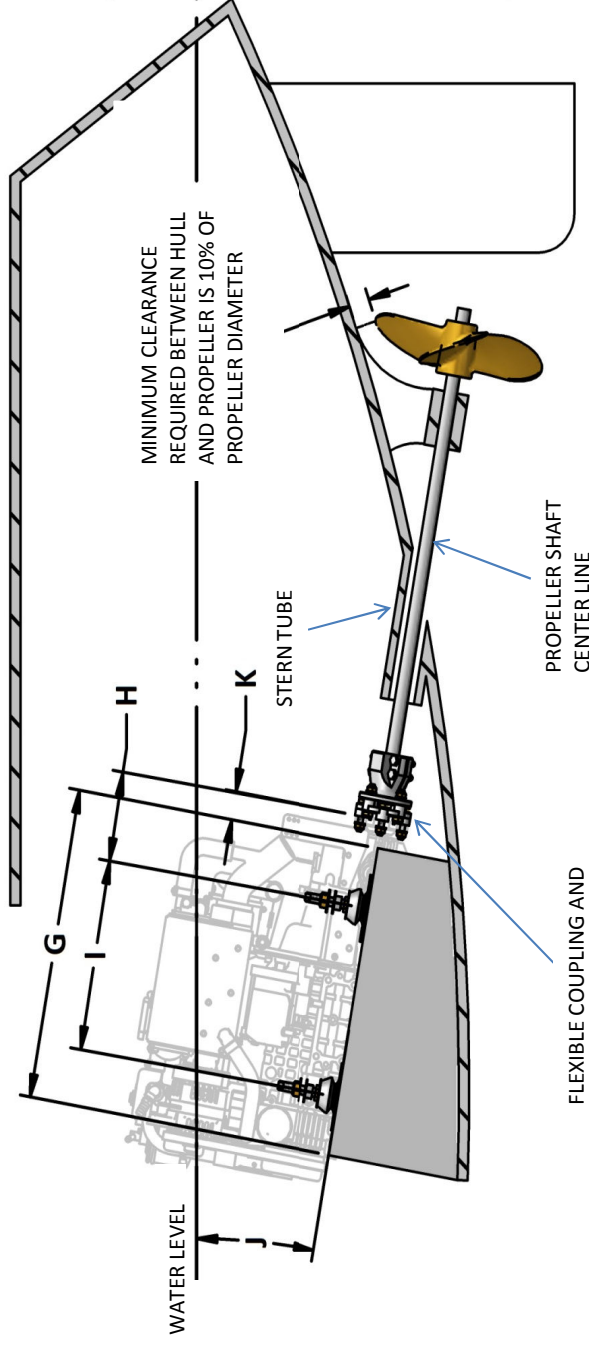 MINIMUM CLEARANCE
REQUIRED BETWEEN HULL
AND PROPELLER IS 10% OF
PROPELLER DIAMETER
H
K
G
I
STERN TUBE
WATER LEVEL
J
PROPELLER SHAFT
CENTER LINE
FLEXIBLE COUPLING AND